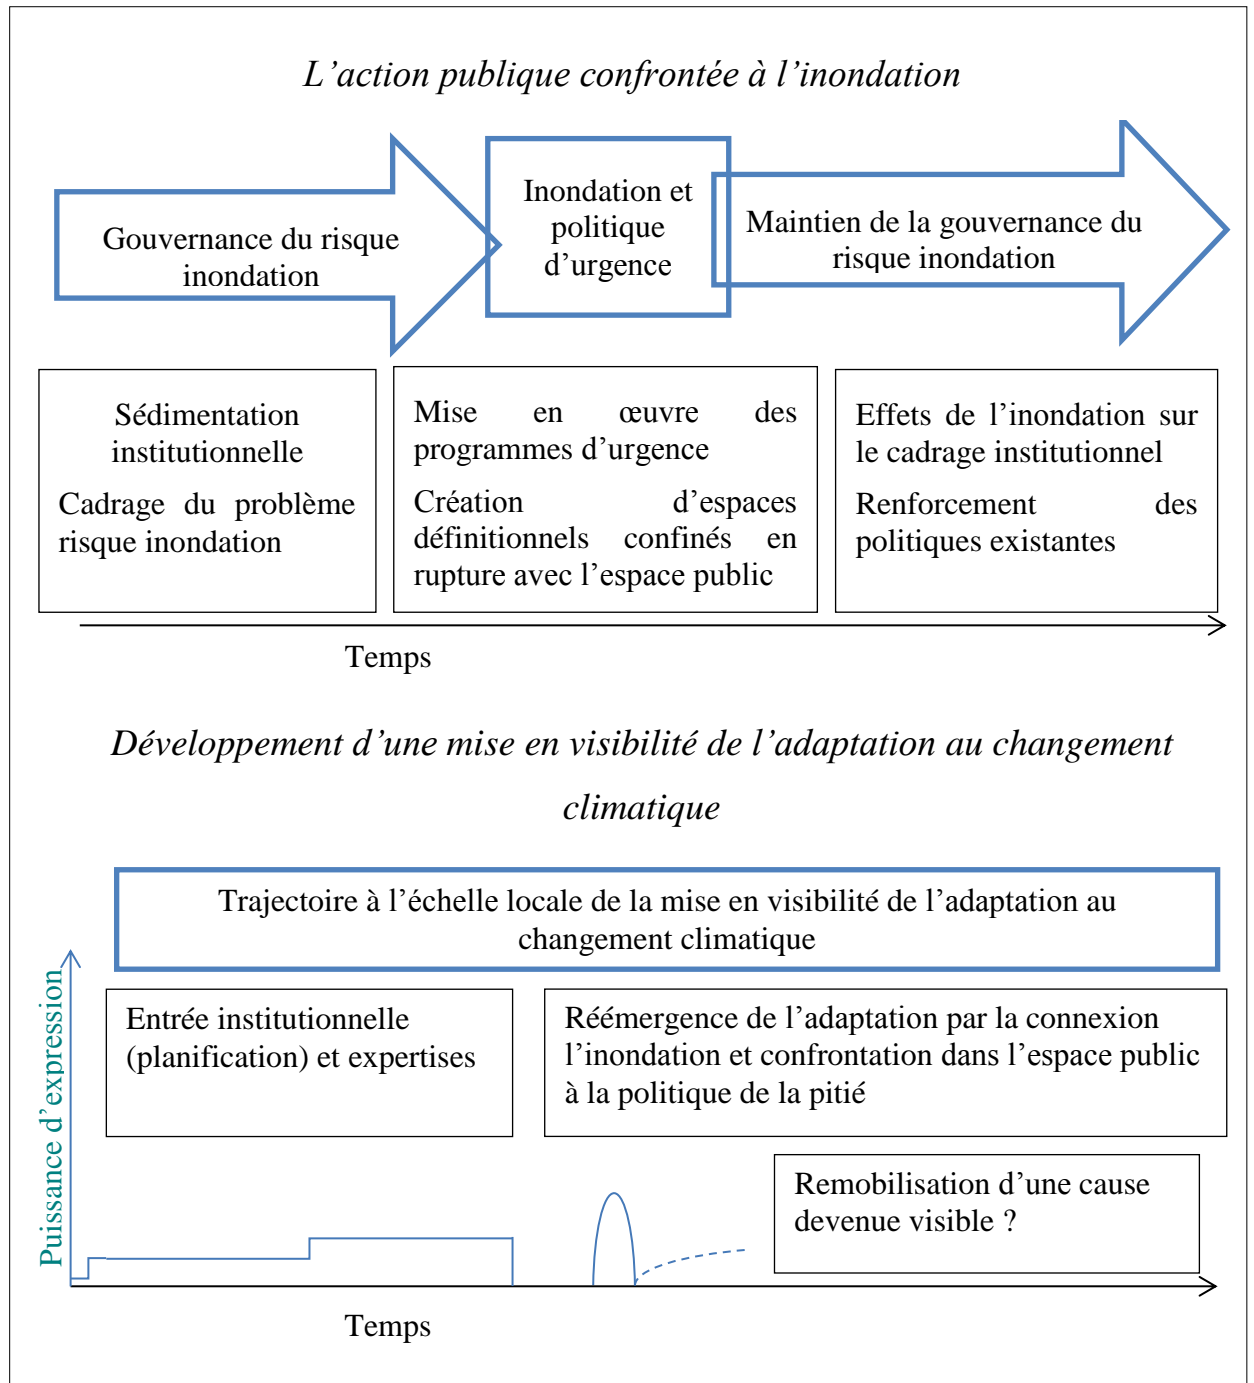 L’action publique confrontée à l’inondation
Gouvernance du risque
inondation
Inondation et
politique
d’urgence
Maintien de la gouvernance du
risque inondation
Sédimentation
institutionnelle
Cadrage du problème
risque inondation
Mise en œuvre des
programmes d’urgence
Création d’espaces
définitionnels confinés en
rupture avec l’espace public
Effets de l’inondation sur
le cadrage institutionnel
Renforcement des
politiques existantes
Temps
Développement d’une mise en visibilité de l’adaptation au changement
climatique
Trajectoire à l’échelle locale de la mise en visibilité de l’adaptation au
changement climatique
Puissance d’expression
Entrée institutionnelle
(planification) et expertises
Réémergence de l’adaptation par la connexion
l’inondation et confrontation dans l’espace public
à la politique de la pitié
Remobilisation d’une cause
devenue visible ?
Temps